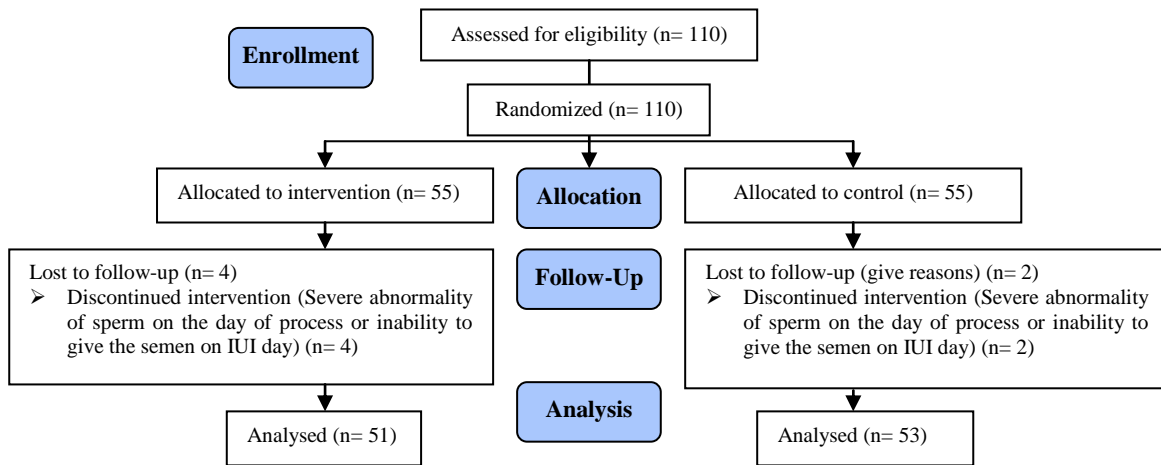 Assessed for eligibility (n= 110)
Enrollment
Randomized (n= 110)
Allocated to intervention (n= 55)
Allocation
Allocated to control (n= 55)
Lost to follow-up (n= 4)
➢ Discontinued intervention (Severe abnormality
of sperm on the day of process or inability to
give the semen on IUI day) (n= 4)
Follow-Up
Lost to follow-up (give reasons) (n= 2)
➢ Discontinued intervention (Severe abnormality
of sperm on the day of process or inability to
give the semen on IUI day) (n= 2)
Analysis
Analysed (n= 51)
Analysed (n= 53)